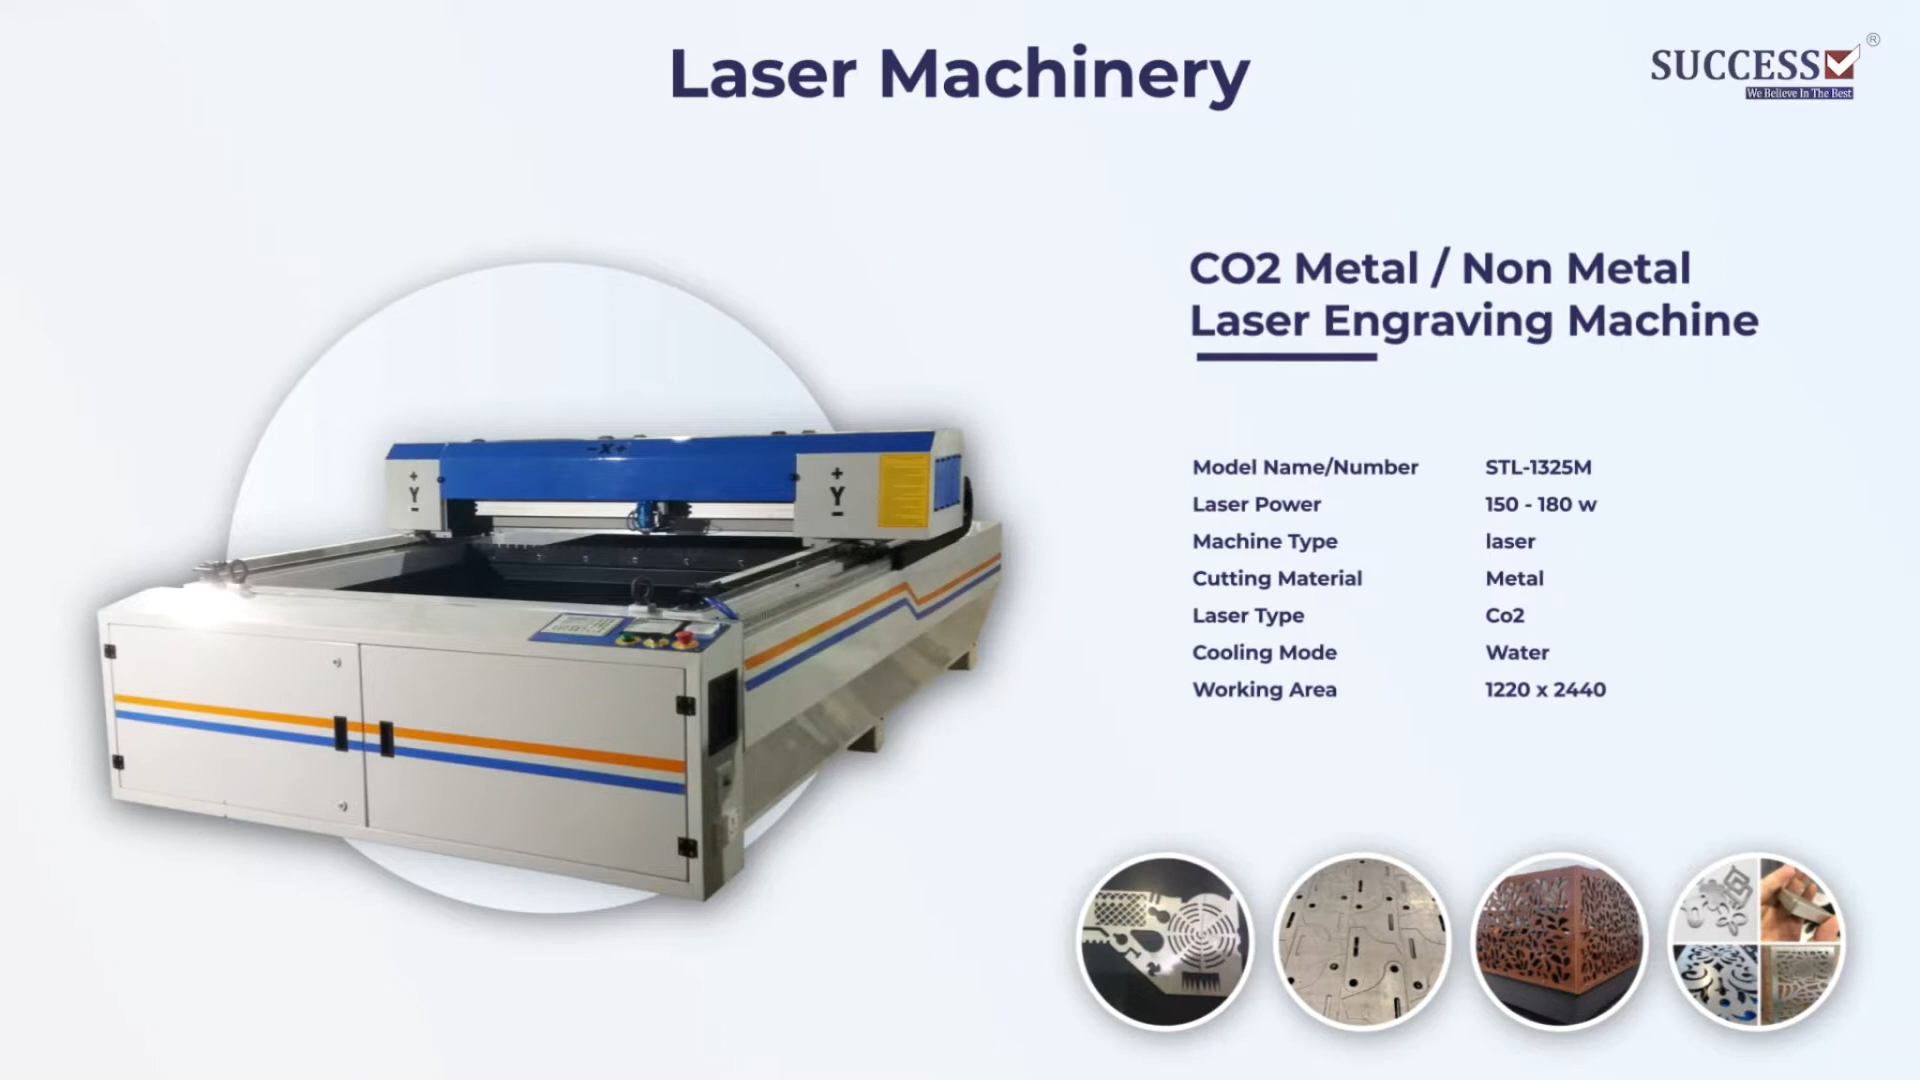 Laser Machinery
SUCCESS ®
We Believe In The Best
CO2 Metal / Non Metal
Laser Engraving Machine
Model Name/Number STL-1325M
Laser Power 150 - 180 w
Machine Type laser
Cutting Material Metal
Laser Type Co2
Cooling Mode Water
Working Area 1220 x 2440
-X+
+
Y
-
+
Y
-